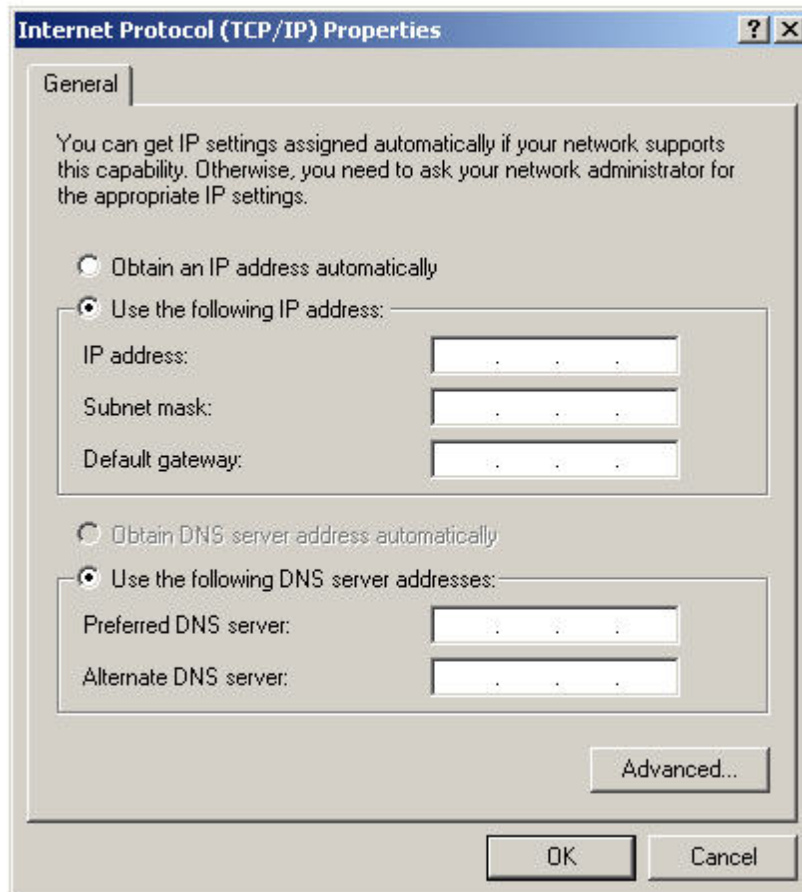 Internet Protocol (TCP/IP) Properties
General
You can get IP settings assigned automatically if your network supports
this capability. Otherwise, you need to ask your network administrator for
the appropriate IP settings.
Obtain an IP address automatically
Use the following IP address:
IP address: . . .
Subnet mask: . . .
Default gateway: . . .
Obtain DNS server address automatically
Use the following DNS server addresses:
Preferred DNS server: . . .
Alternate DNS server: . . .
Advanced...
OK Cancel